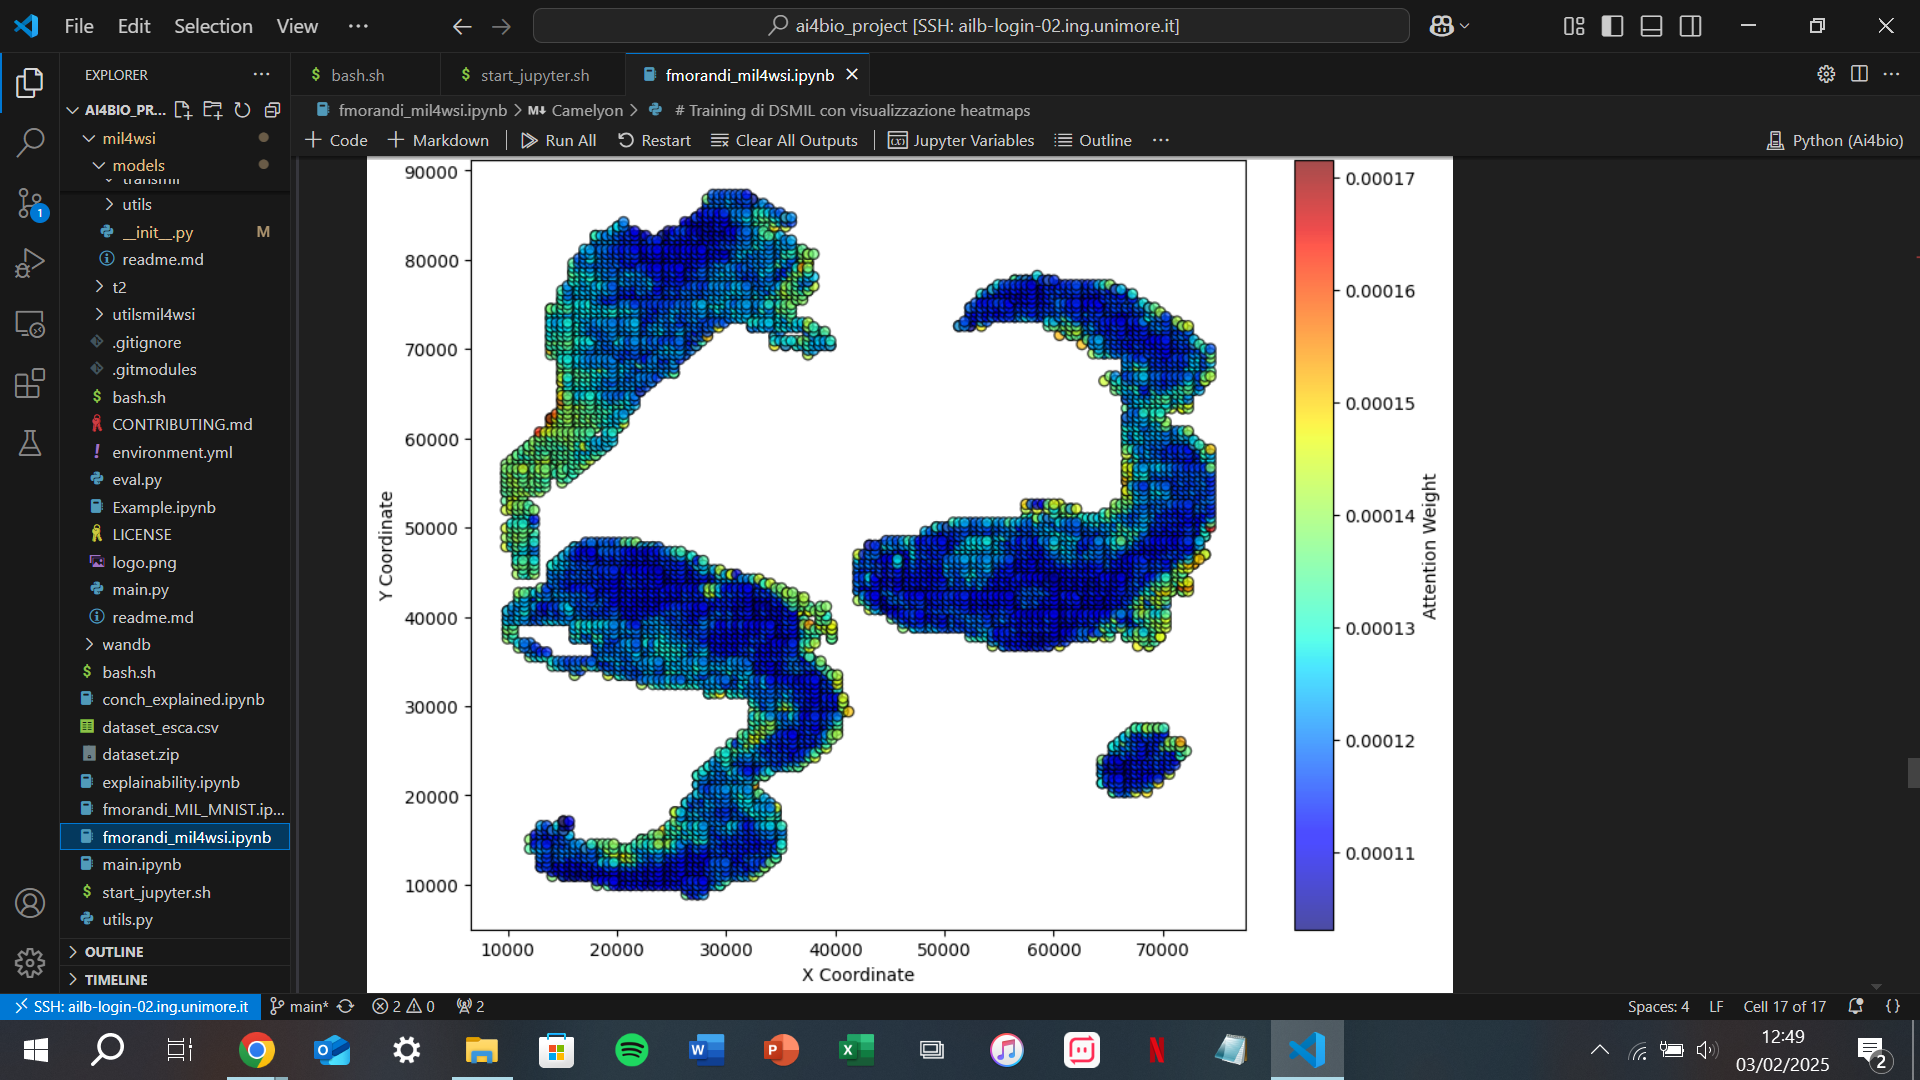 File Edit Selection View ···
ai4bio_project [SSH: ailb-login-02.ing.unimore.it]
EXPLORER
bash.sh
start_jupyter.sh
fmorandi_mil4wsi.ipynb
AI4BIO_PR...
fmorandi_mil4wsi.ipynb > M↓ Camelyon > # Training di DSMIL con visualizzazione heatmaps
Code
Markdown
Run All
Restart
Clear All Outputs
Jupyter Variables
Outline
Python (Ai4bio)
mil4wsi
models
transmil
utils
__init__.py M
readme.md
t2
utilsmil4wsi
.gitignore
.gitmodules
bash.sh
CONTRIBUTING.md
environment.yml
eval.py
Example.ipynb
LICENSE
logo.png
main.py
readme.md
wandb
bash.sh
conch_explained.ipynb
dataset_esca.csv
dataset.zip
explainability.ipynb
fmorandi_MIL_MNIST.ip...
fmorandi_mil4wsi.ipynb
main.ipynb
start_jupyter.sh
utils.py
OUTLINE
TIMELINE
1
90000
80000
70000
60000
50000
40000
30000
20000
10000
Y Coordinate
10000 20000 30000 40000 50000 60000 70000
X Coordinate
0.00017
0.00016
0.00015
0.00014
0.00013
0.00012
0.00011
Attention Weight
SSH: ailb-login-02.ing.unimore.it
main*
2
0
2
Spaces: 4
LF
Cell 17 of 17
12:49
03/02/2025
2